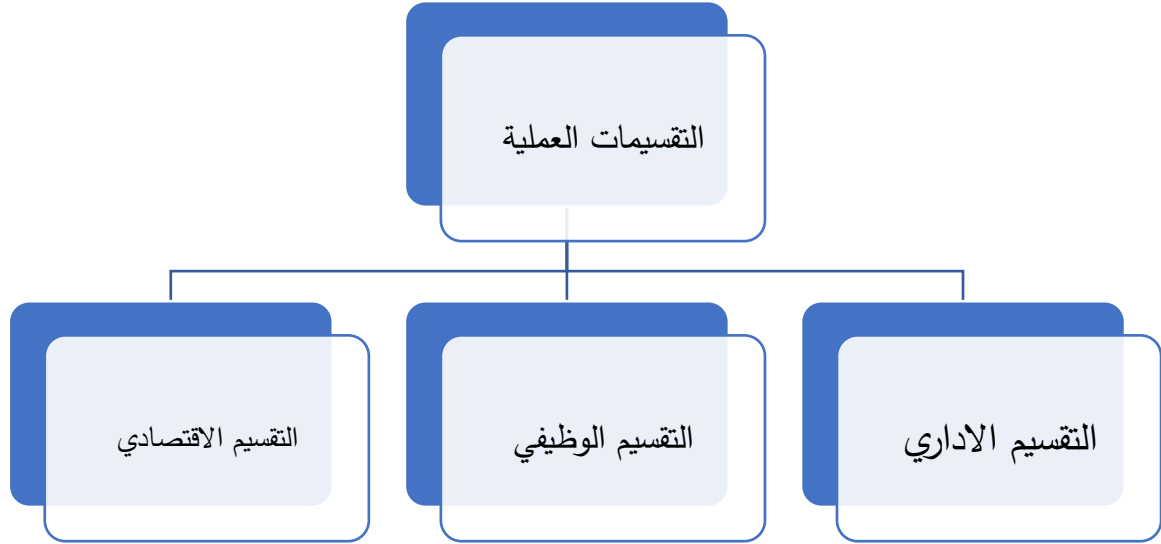 التقسيمات العملية
التقسيم الاداري
التقسيم الوظيفي
التقسيم الاقتصادي